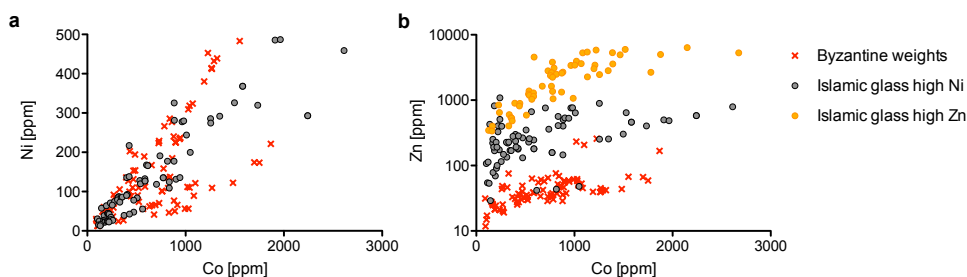 a
Ni [ppm]
500
400
300
200
100
0
0 1000 2000 3000
Co [ppm]
b
Zn [ppm]
10000
1000
100
10
0 1000 2000 3000
Co [ppm]
Byzantine weights
Islamic glass high Ni
Islamic glass high Zn